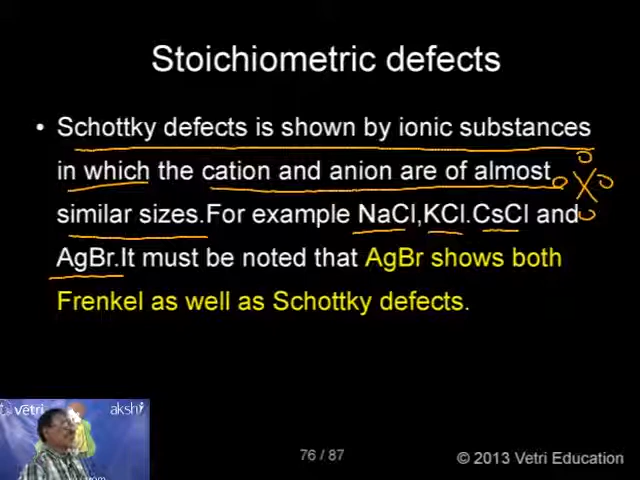 Stoichiometric defects
• Schottky defects is shown by ionic substances
in which the cation and anion are of almost
similar sizes.For example NaCl,KCl.CsCl and
AgBr.It must be noted that AgBr shows both
Frenkel as well as Schottky defects.
vetri akshi
76 / 87
© 2013 Vetri Education